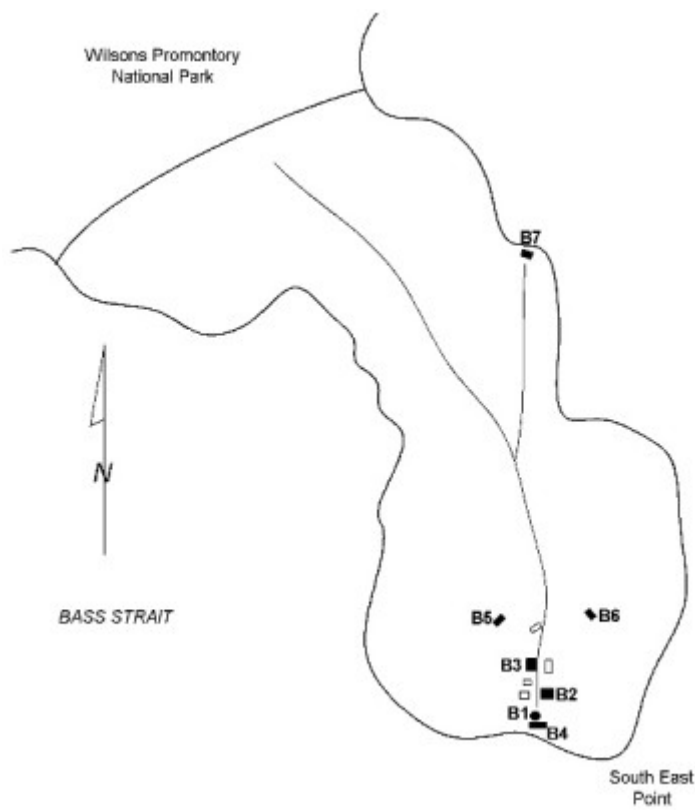 Wilsons Promontory
National Park
B7
N
BASS STRAIT
B5
B6
B3
B2
B1
B4
South East
Point